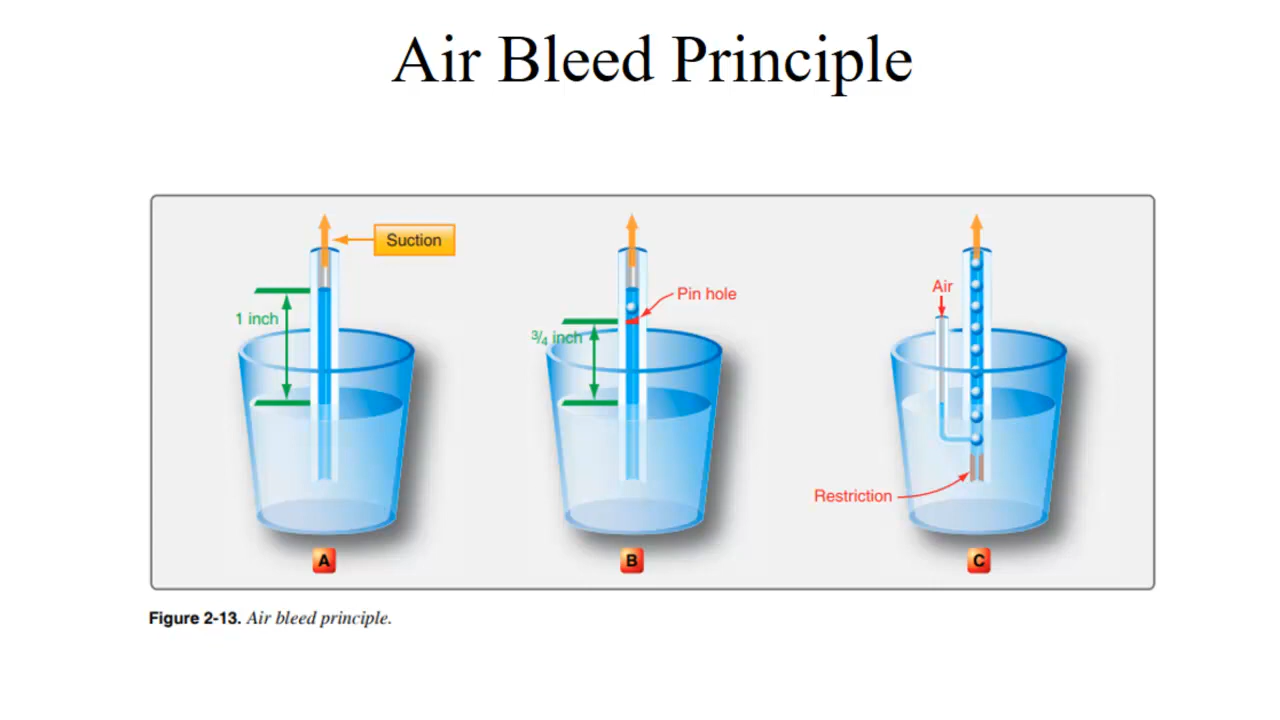 Air Bleed Principle
Suction
1 inch
Pin hole
3/4 inch
Air
Restriction
A
B
C
Figure 2-13. Air bleed principle.